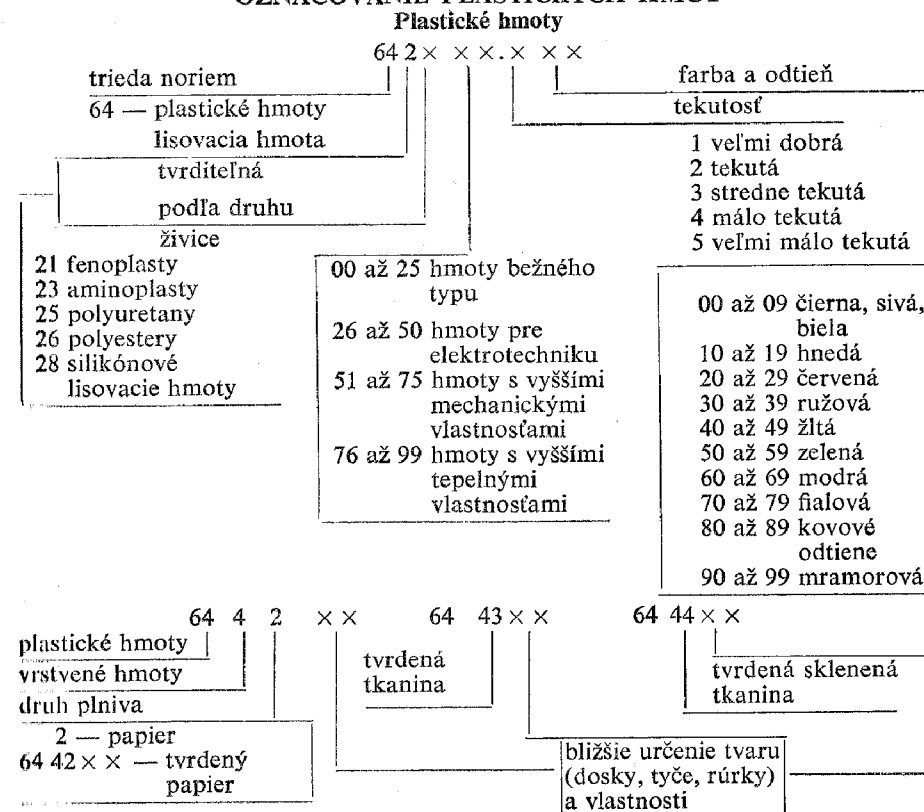 OZNAČOVANIE PLASTICKÝCH HMÔT
Plastické hmoty
64 2 × × × . × × ×
trieda noriem
64 — plastické hmoty
lisovacia hmota
tvrditeľná
podľa druhu
živice
21 fenoplasty
23 aminoplasty
25 polyuretany
26 polyestery
28 silikónové
lisovacie hmoty
00 až 25 hmoty bežného
typu
26 až 50 hmoty pre
elektrotechniku
51 až 75 hmoty s vyššími
mechanickými
vlastnosťami
76 až 99 hmoty s vyššími
tepelnými
vlastnosťami
farba a odtieň
tekutosť
1 veľmi dobrá
2 tekutá
3 stredne tekutá
4 málo tekutá
5 veľmi málo tekutá
00 až 09 čierna, sivá,
biela
10 až 19 hnedá
20 až 29 červená
30 až 39 ružová
40 až 49 žltá
50 až 59 zelená
60 až 69 modrá
70 až 79 fialová
80 až 89 kovové
odtiene
90 až 99 mramorová
64 4 2 × × 64 43 × × 64 44 × ×
plastické hmoty
vrstvené hmoty
druh plniva
2 — papier
64 42 × × — tvrdený
papier
tvrdená
tkanina
tvrdená sklenená
tkanina
bližšie určenie tvaru
(dosky, tyče, rúrky)
a vlastnosti